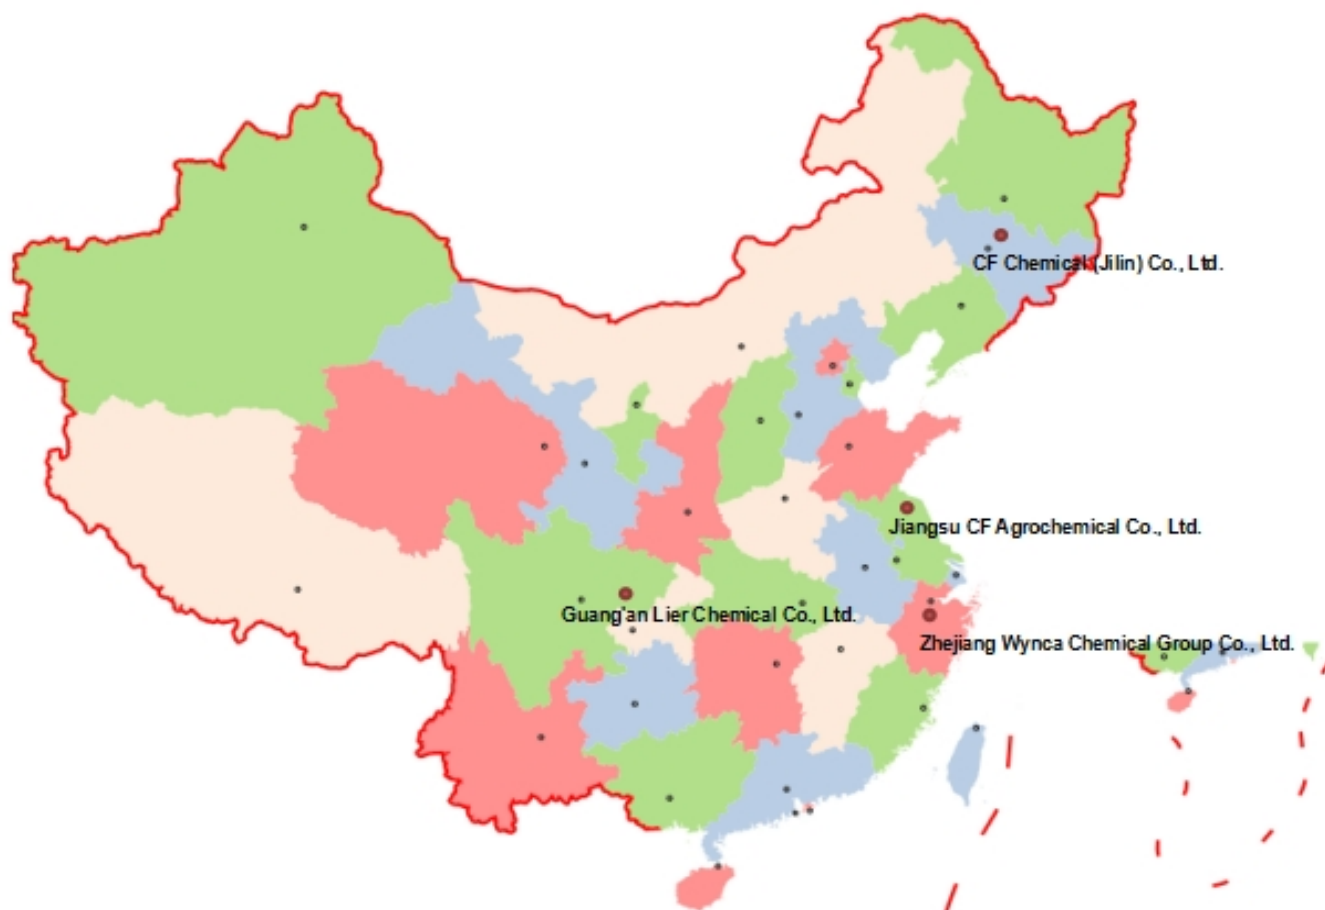 CF Chemical (Jilin) Co., Ltd.
Jiangsu CF Agrochemical Co., Ltd.
Guang'an Lier Chemical Co., Ltd.
Zhejiang Wynca Chemical Group Co., Ltd.